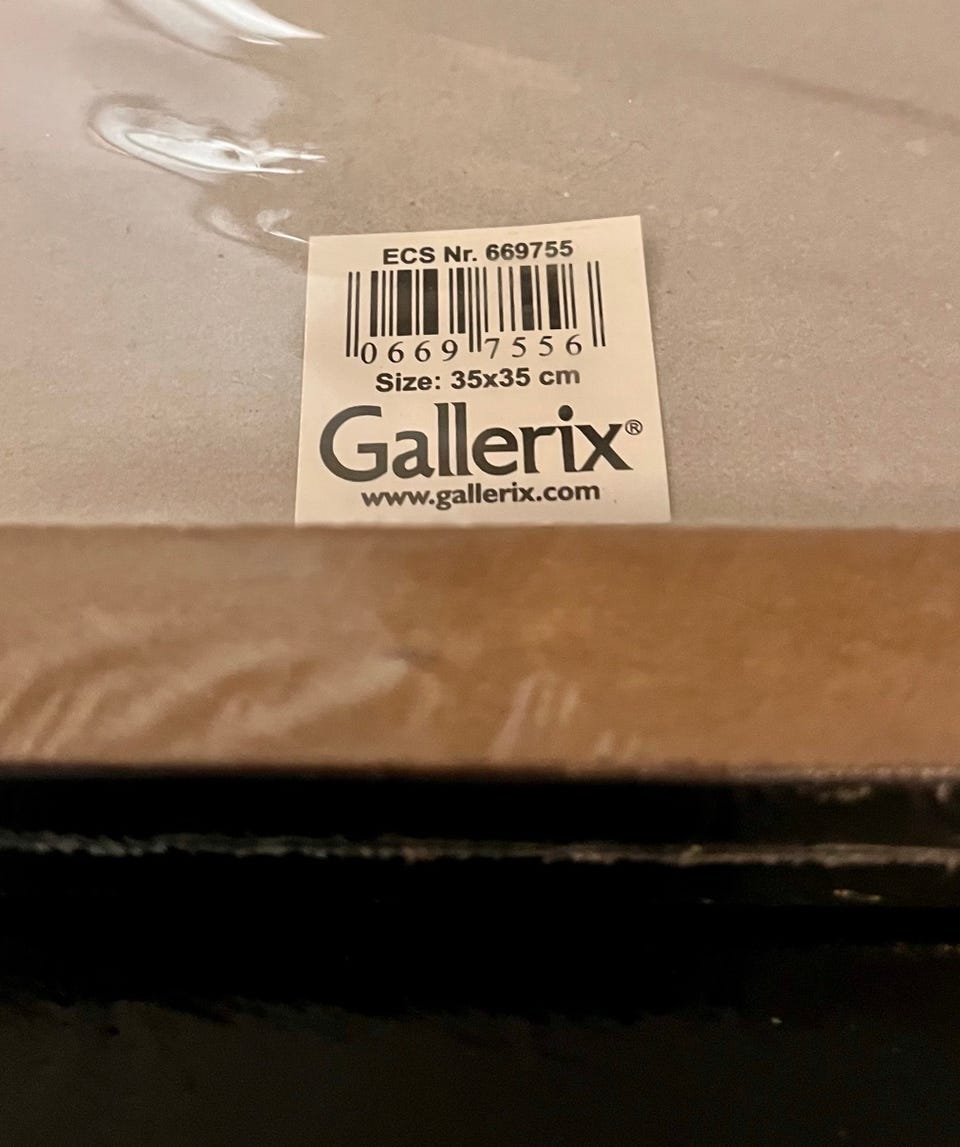 ECS Nr. 669755
0669 7556
Size: 35x35 cm
Gallerix®
www.gallerix.com